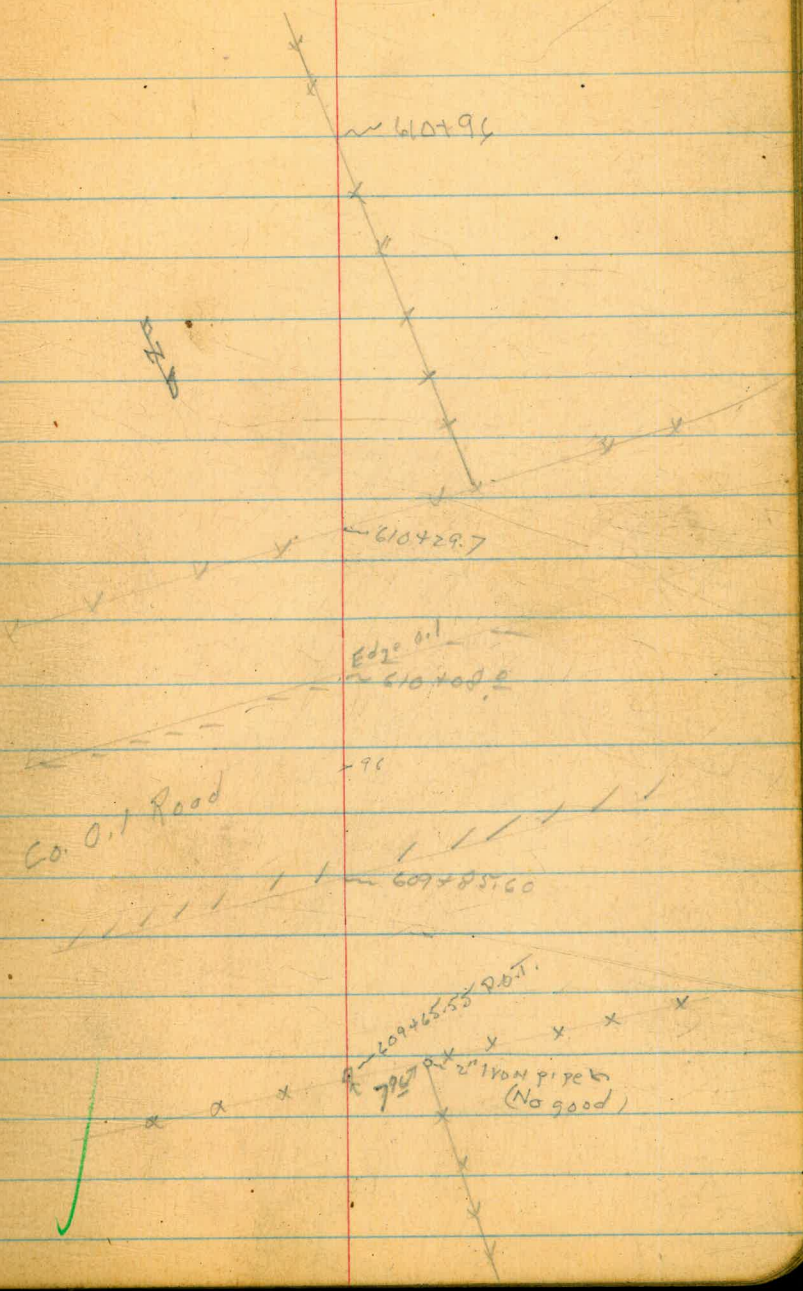 610+96
610+29.7
Edge Oil
610+08.0
96
Co. Oil Road
609+85.60
609+65.55 P.O.T.
2" Iron pipe
(No good)